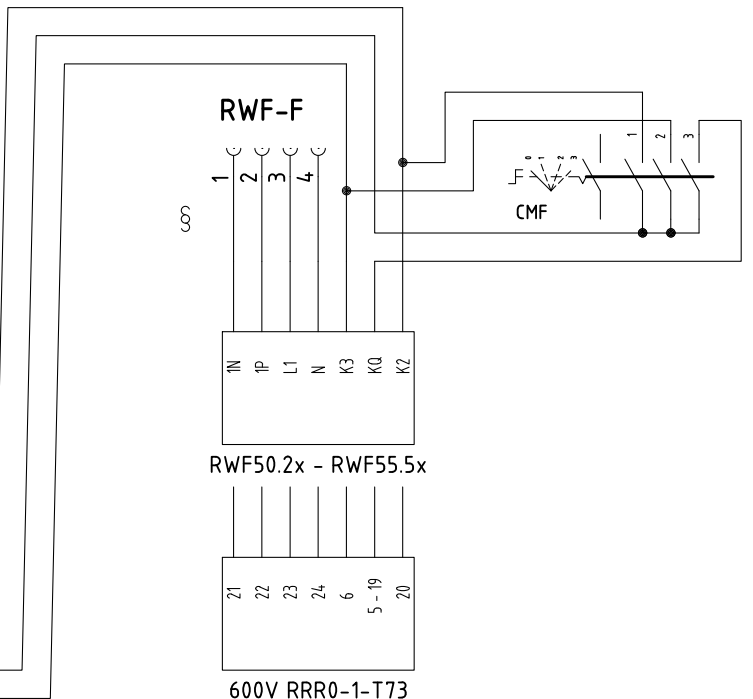 RWF-F
1 2 3 4
§
0 1 2 3
1 2 3
CMF
1N 1P L1 N K3 KQ K2
RWF50.2x - RWF55.5x
21 22 23 24 6 5-19 20
600V RRR0-1-T73